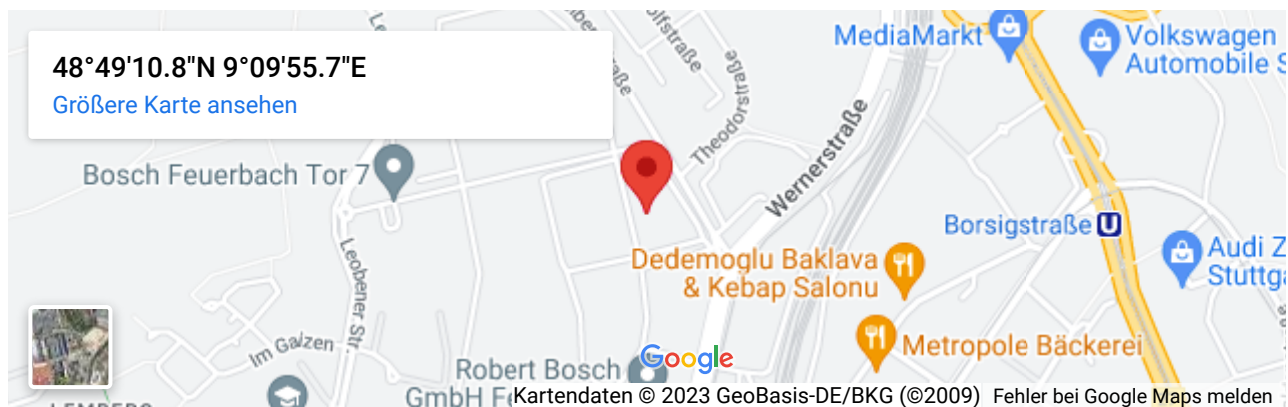 48°49'10.8"N 9°09'55.7"E
Größere Karte ansehen
MediaMarkt
Volkswagen
Automobile S
Theodorstraße
Wernerstraße
Bosch Feuerbach Tor 7
Borsigstraße U
Leobener Str.
Dedemoglu Baklava
& Kebap Salonu
Audi Z
Stuttga
Im Galzen
Metropole Bäckerei
Robert Bosch
GmbH Fe
Google
Kartendaten © 2023 GeoBasis-DE/BKG (©2009) Fehler bei Google Maps melden